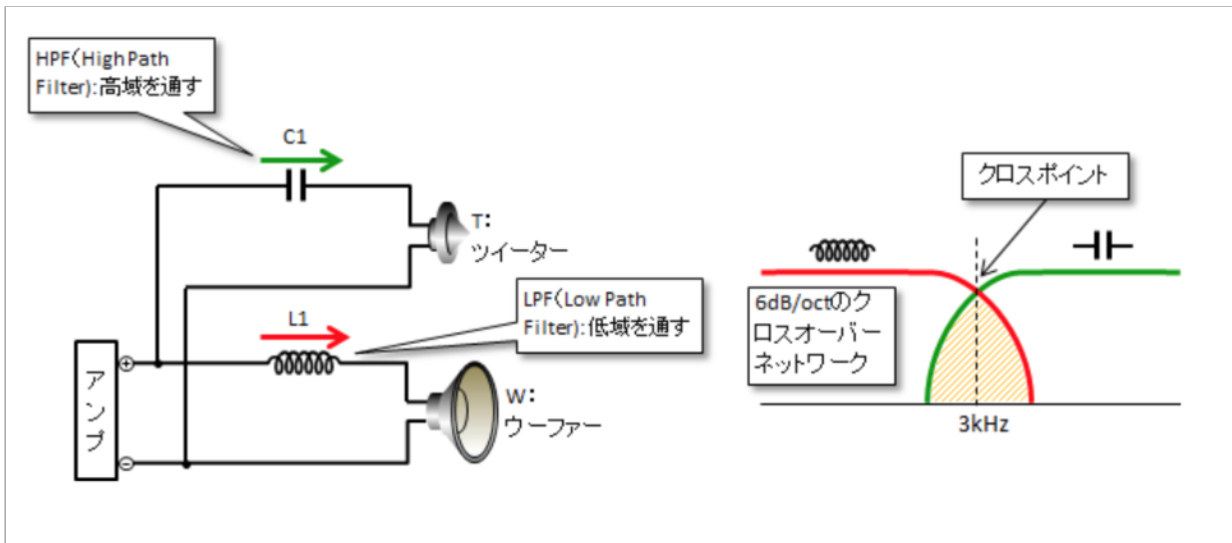 HPF(High Path
Filter):高域を通す
C1
T:
ツイーター
LPF(Low Path
Filter):低域を通す
L1
アンプ
+
−
W:
ウーファー
クロスポイント
6dB/octのク
ロスオーバー
ネットワーク
3kHz